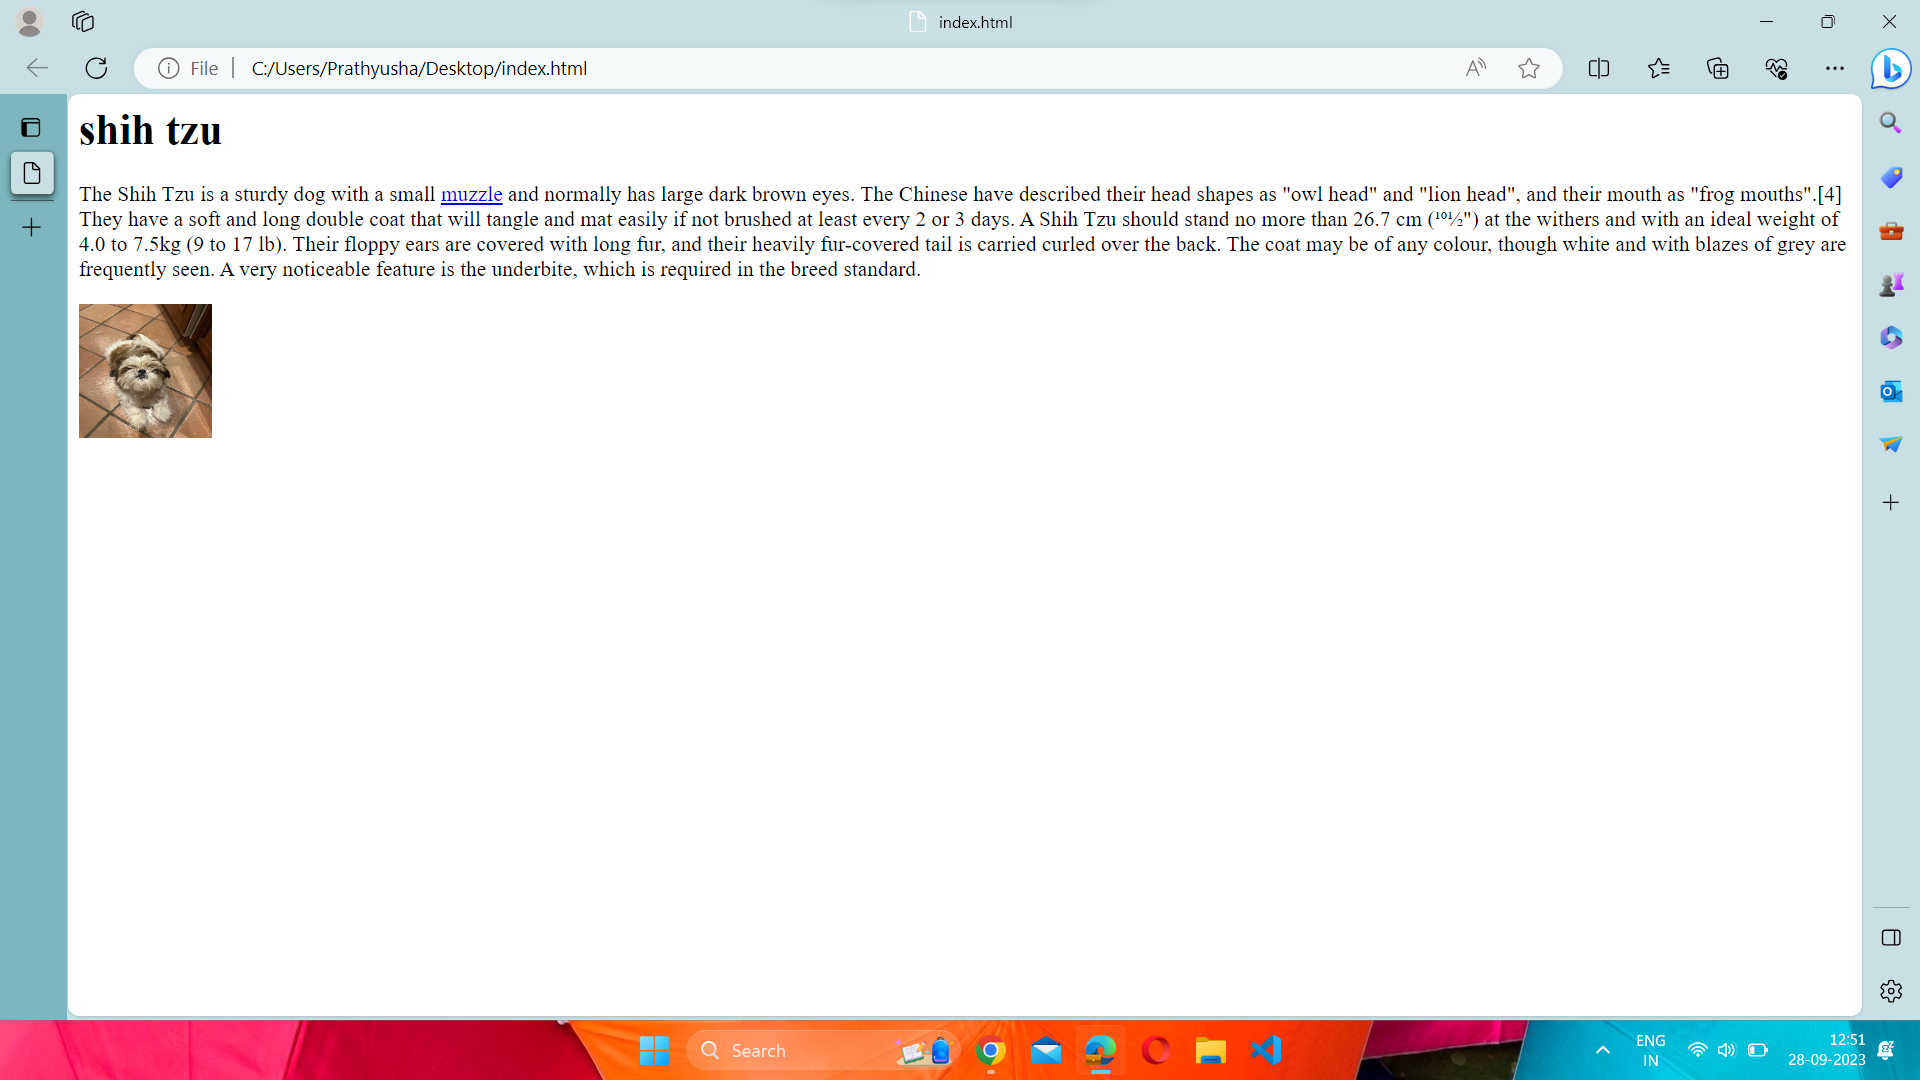 index.html
File
C:/Users/Prathyusha/Desktop/index.html
shih tzu
The Shih Tzu is a sturdy dog with a small muzzle and normally has large dark brown eyes. The Chinese have described their head shapes as "owl head" and "lion head", and their mouth as "frog mouths".[4]
They have a soft and long double coat that will tangle and mat easily if not brushed at least every 2 or 3 days. A Shih Tzu should stand no more than 26.7 cm (¹⁰¹⁄₂") at the withers and with an ideal weight of
4.0 to 7.5kg (9 to 17 lb). Their floppy ears are covered with long fur, and their heavily fur-covered tail is carried curled over the back. The coat may be of any colour, though white and with blazes of grey are
frequently seen. A very noticeable feature is the underbite, which is required in the breed standard.
Search
ENG
IN
12:51
28-09-2023